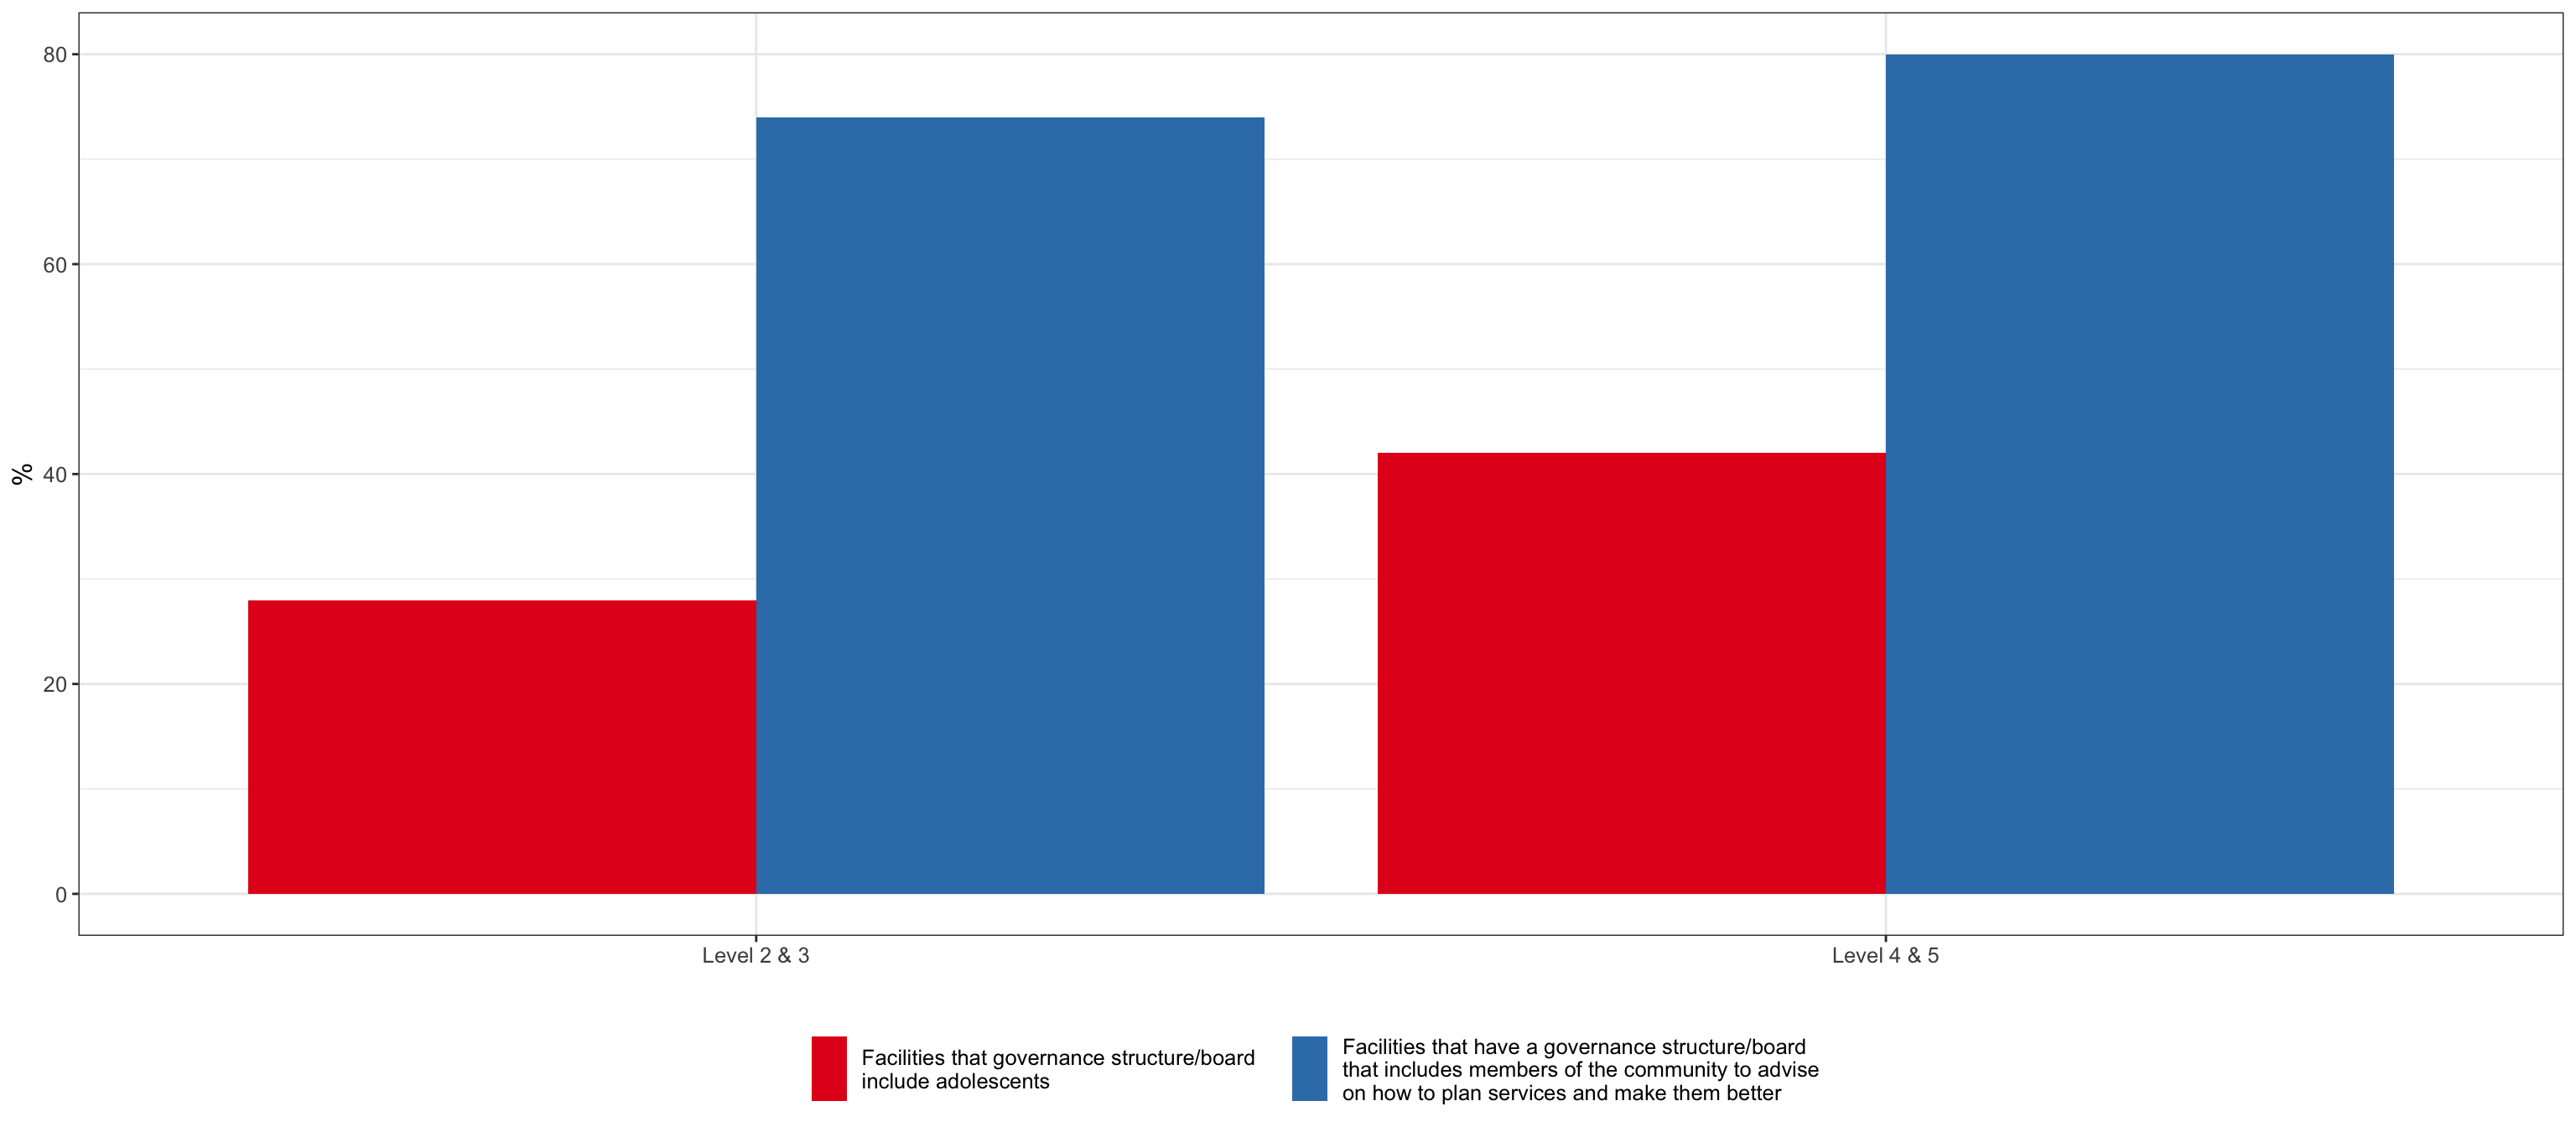 80
60
40
20
0
%
Level 2 & 3
Level 4 & 5
Facilities that governance structure/board
include adolescents
Facilities that have a governance structure/board
that includes members of the community to advise
on how to plan services and make them better